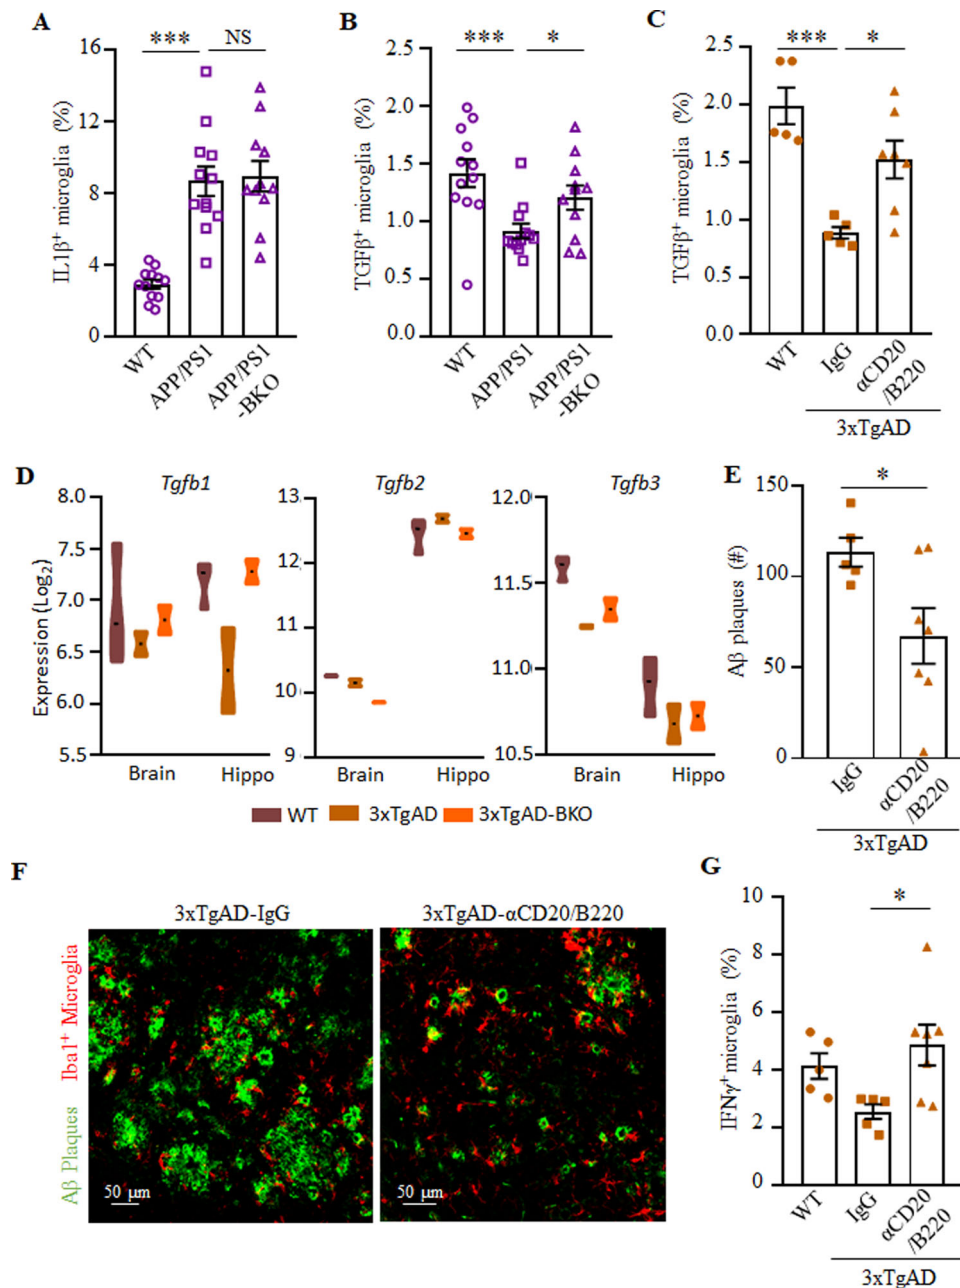 A
*** NS
IL1β⁺ microglia (%)
16
12
8
4
0
WT
APP/PS1
APP/PS1
-BKO
B
*** *
TGFβ⁺ microglia (%)
2.5
2.0
1.5
1.0
0.5
0.0
WT
APP/PS1
APP/PS1
-BKO
C
*** *
TGFβ⁺ microglia (%)
2.5
2.0
1.5
1.0
0.5
0.0
WT
IgG
αCD20
/B220
3xTgAD
D
Expression (Log₂)
Tgfb1
8.0
7.5
7.0
6.5
6.0
5.5
Brain Hippo
Tgfb2
13
12
11
10
9
Brain Hippo
Tgfb3
12.0
11.5
11.0
10.5
Brain Hippo
WT 3xTgAD 3xTgAD-BKO
E
*
Aβ plaques (#)
150
100
50
0
IgG
αCD20
/B220
3xTgAD
F
3xTgAD-IgG 3xTgAD-αCD20/B220
Aβ Plaques Iba1⁺ Microglia
50 μm 50 μm
G
*
IFNγ⁺ microglia (%)
10
8
6
4
2
0
WT
IgG
αCD20
/B220
3xTgAD